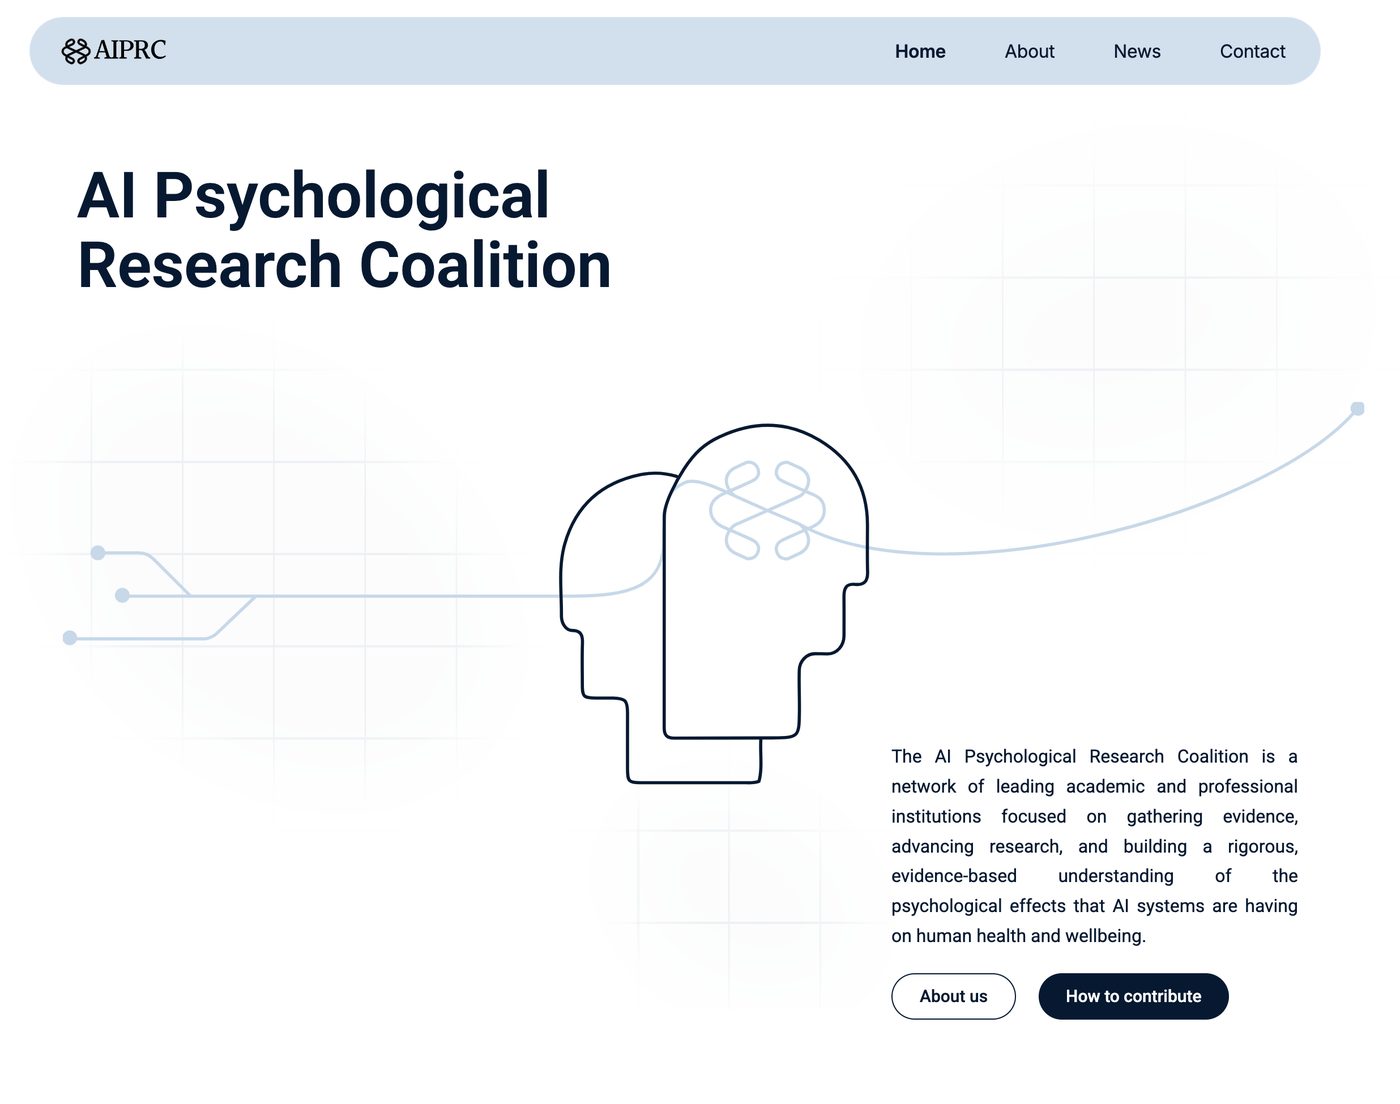 AIPRC
Home
About
News
Contact
AI Psychological
Research Coalition
The AI Psychological Research Coalition is a
network of leading academic and professional
institutions focused on gathering evidence,
advancing research, and building a rigorous,
evidence-based understanding of the
psychological effects that AI systems are having
on human health and wellbeing.
About us
How to contribute